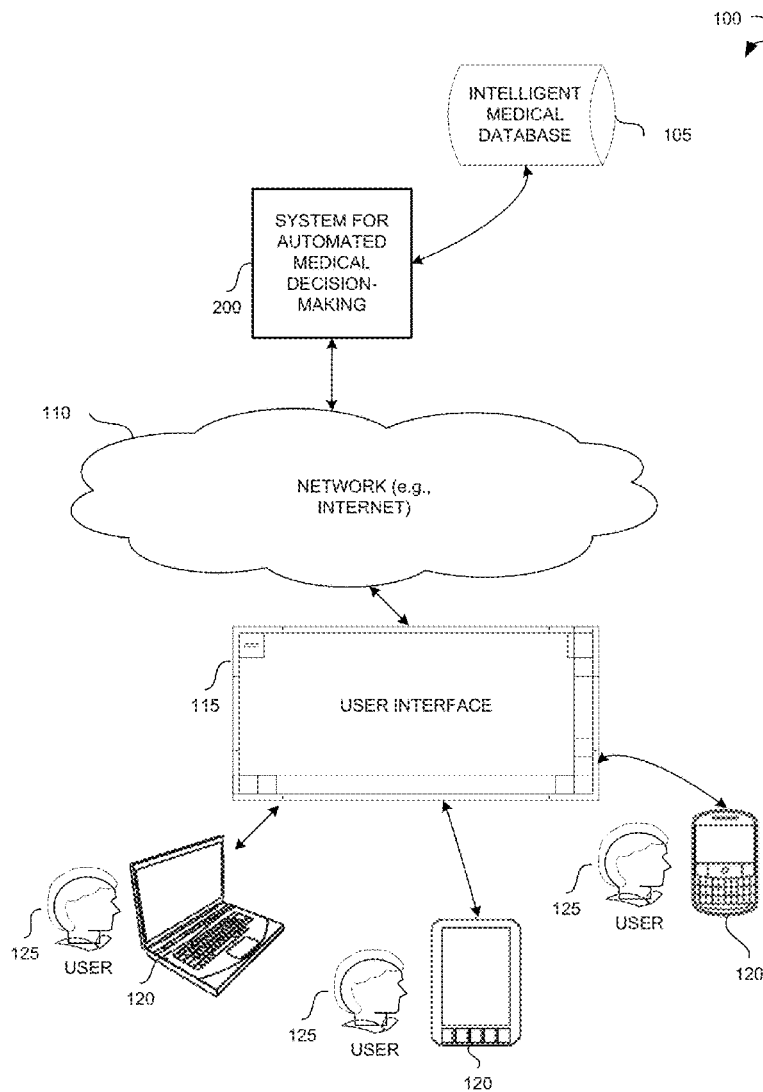 100
INTELLIGENT
MEDICAL
DATABASE
105
SYSTEM FOR
AUTOMATED
MEDICAL
DECISION-
MAKING
200
110
NETWORK (e.g.,
INTERNET)
115
USER INTERFACE
125
USER
120
125
USER
120
125
USER
120